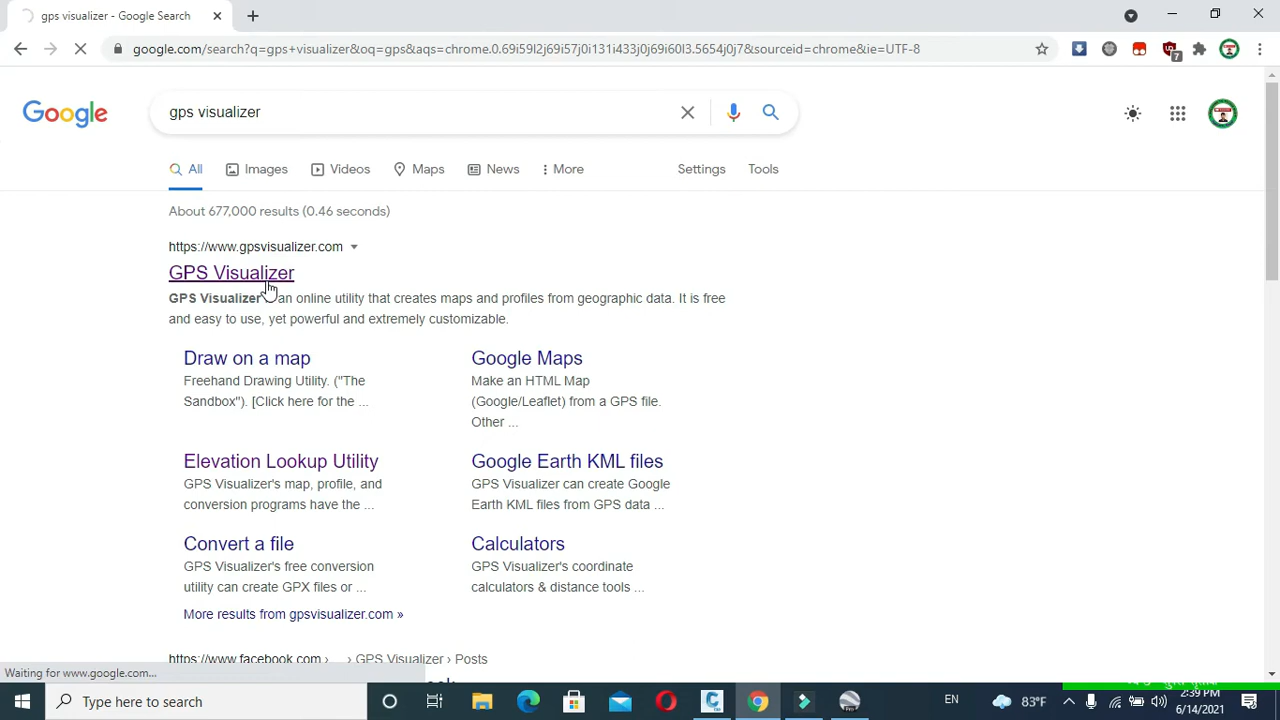 gps visualizer - Google Search
google.com/search?q=gps+visualizer&oq=gps&aqs=chrome.0.69i59l2j69i57j0i131i433j0j69i60l3.5654j0j7&sourceid=chrome&ie=UTF-8
7
Google
gps visualizer
All Images Videos Maps News More Settings Tools
About 677,000 results (0.46 seconds)
https://www.gpsvisualizer.com
GPS Visualizer
GPS Visualizer an online utility that creates maps and profiles from geographic data. It is free
and easy to use, yet powerful and extremely customizable.
Draw on a map
Freehand Drawing Utility. ("The
Sandbox"). [Click here for the ...
Google Maps
Make an HTML Map
(Google/Leaflet) from a GPS file.
Other ...
Elevation Lookup Utility
GPS Visualizer's map, profile, and
conversion programs have the ...
Google Earth KML files
GPS Visualizer can create Google
Earth KML files from GPS data ...
Convert a file
GPS Visualizer's free conversion
utility can create GPX files or ...
Calculators
GPS Visualizer's coordinate
calculators & distance tools ...
More results from gpsvisualizer.com »
https://www.facebook.com › ... › GPS Visualizer › Posts
Waiting for www.google.com...
Type here to search
EN
83°F
2:39 PM
6/14/2021